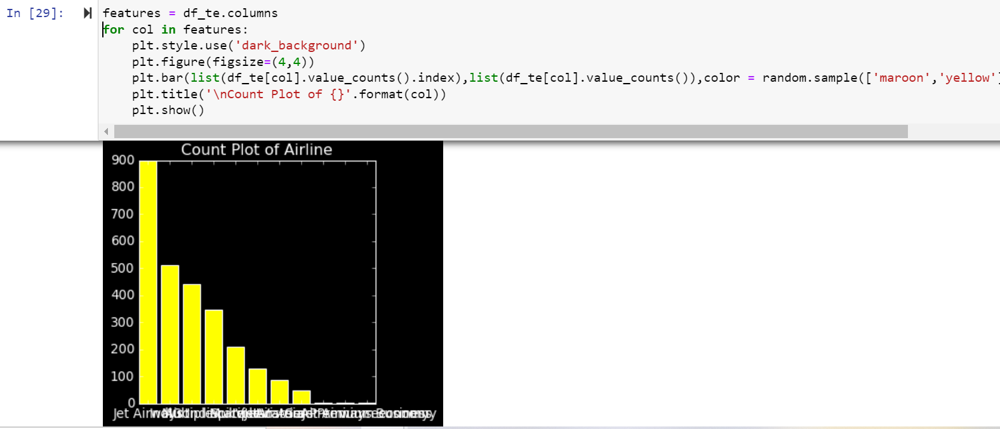 In [29]:
features = df_te.columns
for col in features:
    plt.style.use('dark_background')
    plt.figure(figsize=(4,4))
    plt.bar(list(df_te[col].value_counts().index),list(df_te[col].value_counts()),color = random.sample(['maroon','yellow']
    plt.title('\nCount Plot of {}'.format(col))
    plt.show()
Count Plot of Airline
900
800
700
600
500
400
300
200
100
0
Jet